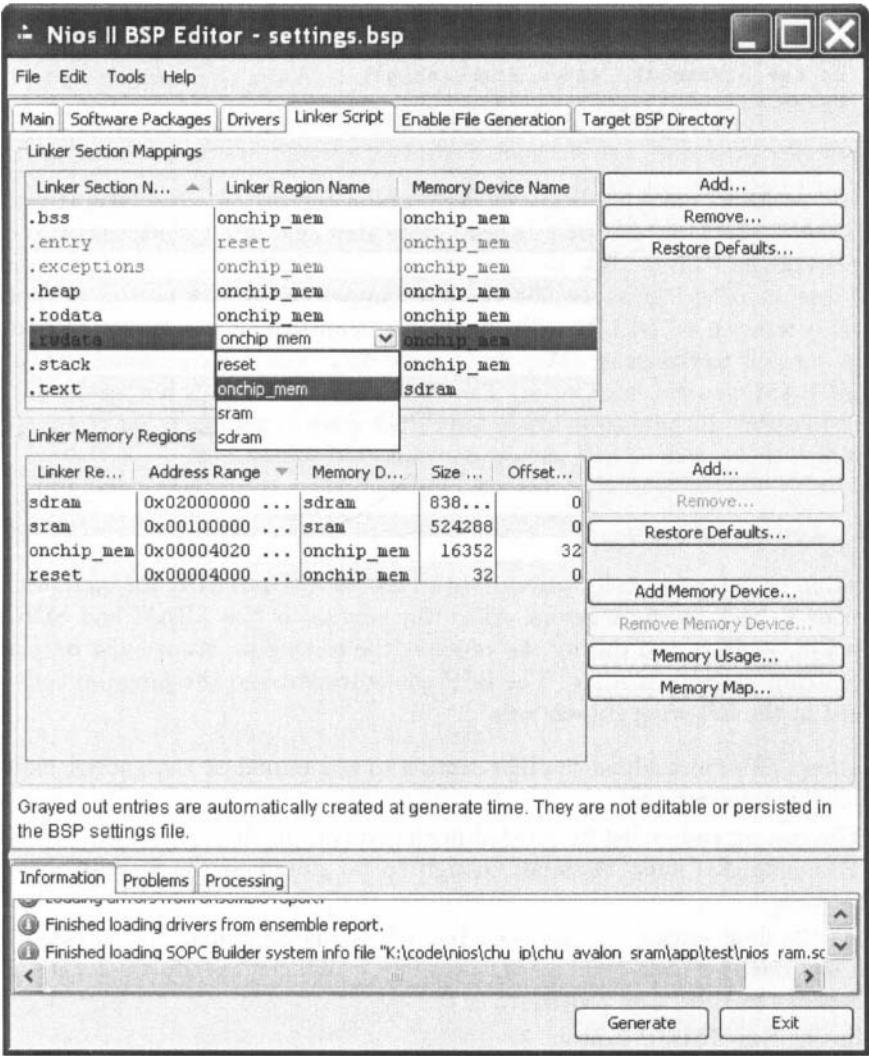 Nios II BSP Editor - settings.bsp
File Edit Tools Help
Main Software Packages Drivers Linker Script Enable File Generation Target BSP Directory
Linker Section Mappings
Linker Section N... Linker Region Name Memory Device Name
Add...
.bss onchip_mem onchip_mem
Remove...
.entry reset onchip_mem
Restore Defaults...
.exceptions onchip_mem onchip_mem
.heap onchip_mem onchip_mem
.rodata onchip_mem onchip_mem
.rwdata onchip_mem onchip_mem
.stack reset onchip_mem
.text onchip_mem sdram
sram
sdram
Linker Memory Regions
Linker Re... Address Range Memory D... Size ... Offset...
Add...
sdram 0x02000000 ... sdram 838... 0
Remove...
sram 0x00100000 ... sram 524288 0
Restore Defaults...
onchip_mem 0x00004020 ... onchip_mem 16352 32
reset 0x00004000 ... onchip_mem 32 0
Add Memory Device...
Remove Memory Device...
Memory Usage...
Memory Map...
Grayed out entries are automatically created at generate time. They are not editable or persisted in
the BSP settings file.
Information Problems Processing
Finished loading drivers from ensemble report.
Finished loading SOPC Builder system info file "K:\code\nios\chu_ip\chu_avalon_sram\app\test\nios_ram.sc
Generate Exit